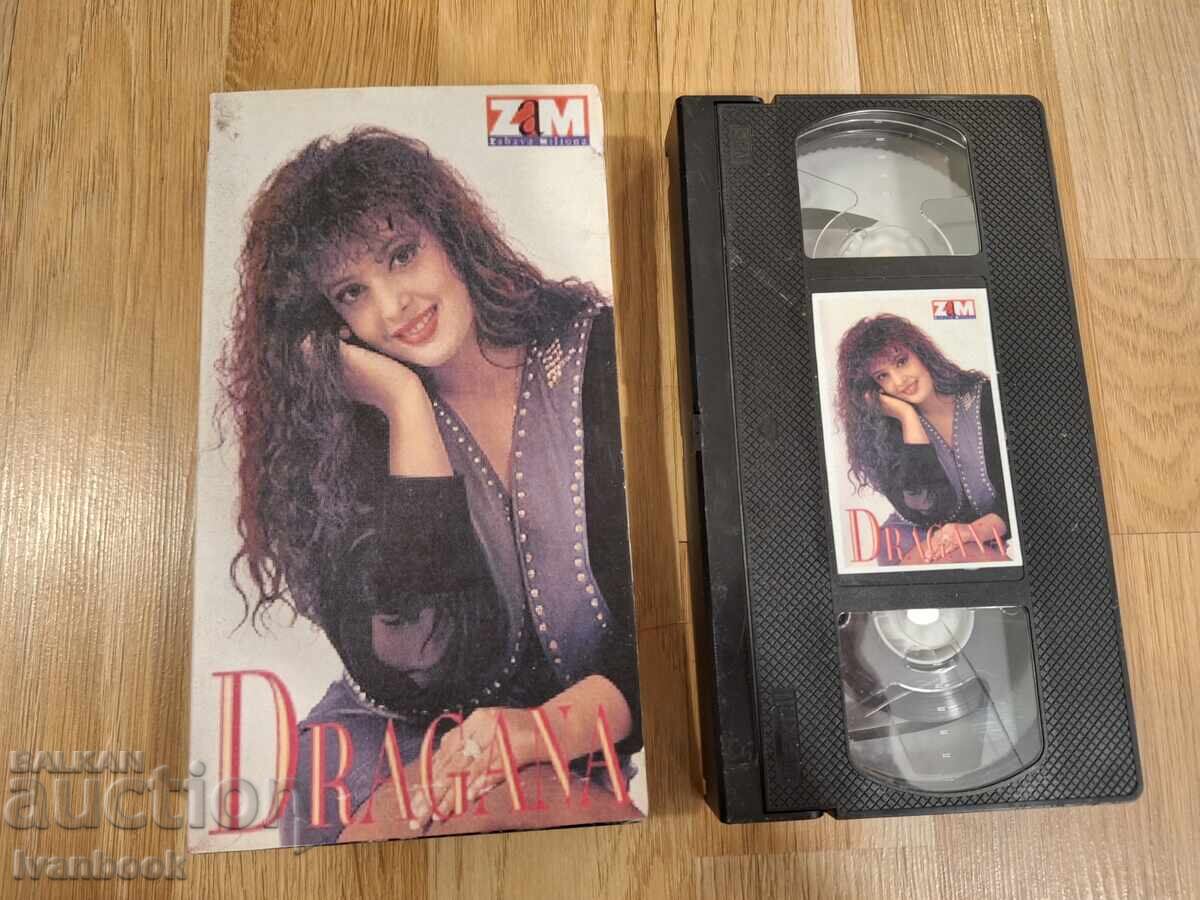 ZaM
Zabava Miliona
DRAGANA
ZaM
DRAGANA
BALKAN
auction
Ivanbook